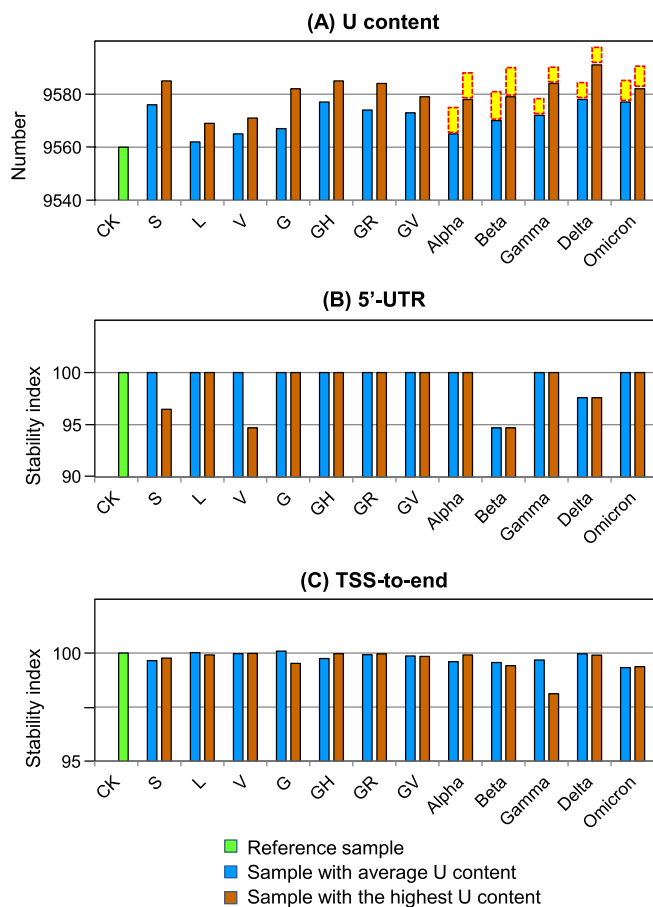 (A) U content
Number
9580
9560
9540
CK S L V G GH GR GV Alpha Beta Gamma Delta Omicron
(B) 5’-UTR
Stability index
100
95
90
CK S L V G GH GR GV Alpha Beta Gamma Delta Omicron
(C) TSS-to-end
Stability index
100
95
CK S L V G GH GR GV Alpha Beta Gamma Delta Omicron
Reference sample
Sample with average U content
Sample with the highest U content